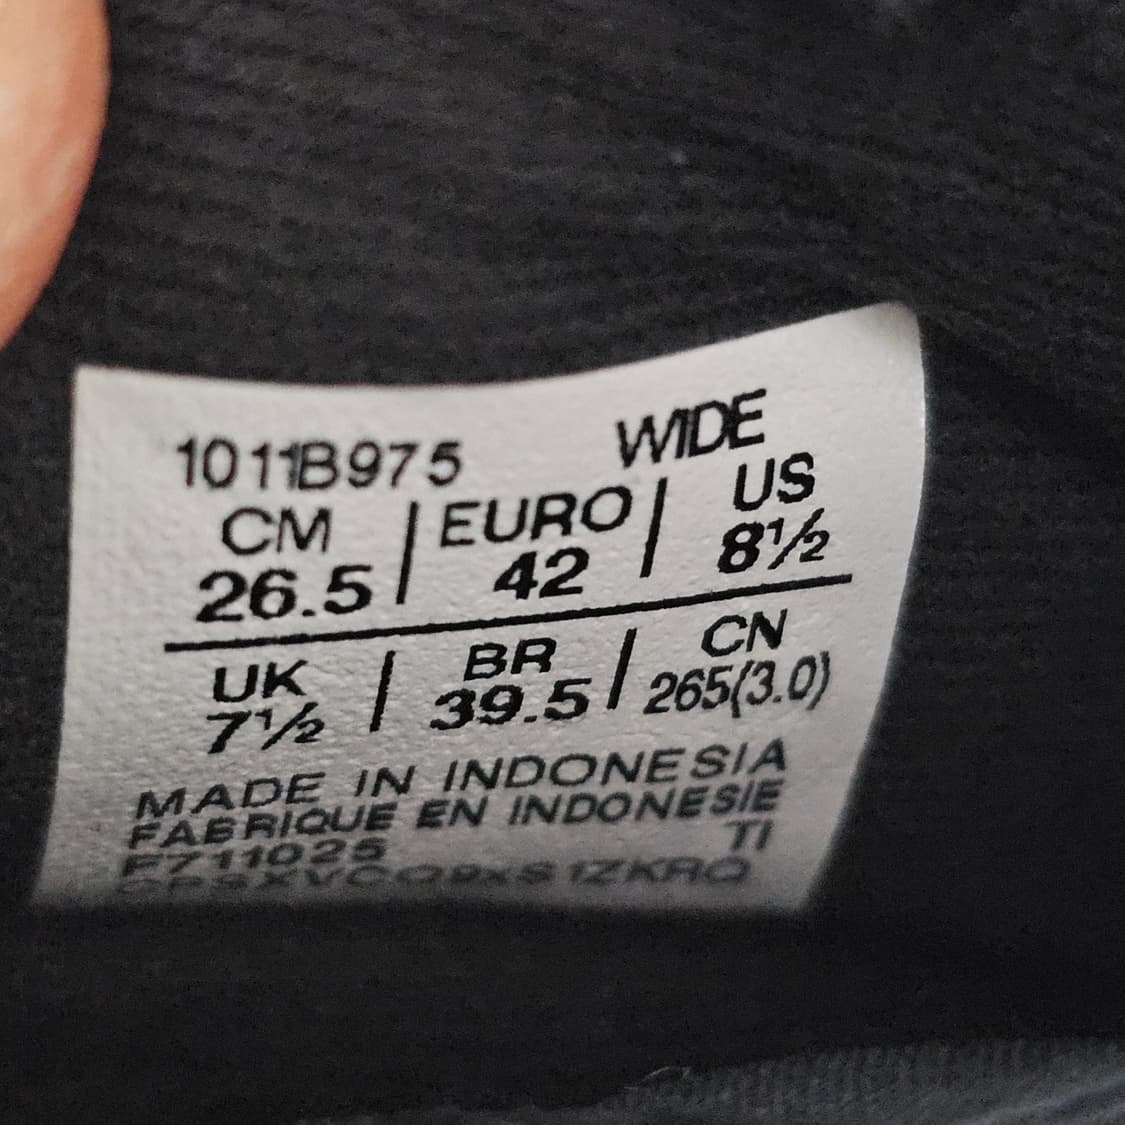 1011B975 WIDE
CM | EURO | US
26.5 | 42 | 8½
UK | BR | CN
7½ | 39.5 | 265(3.0)
MADE IN INDONESIA
FABRIQUE EN INDONESIE
F711025 TI